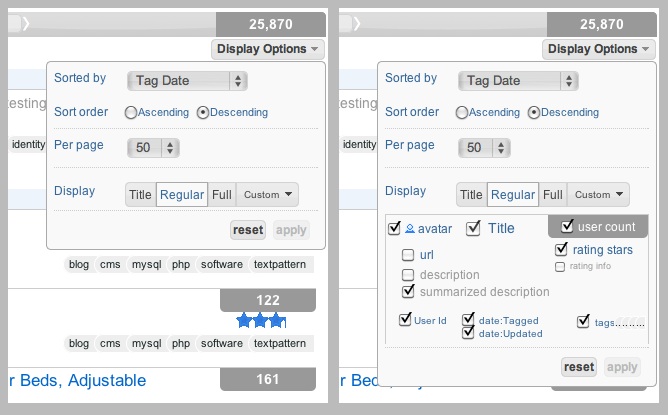 25,870
Display Options
Sorted by Tag Date
esting
Sort order Ascending Descending
identity
Per page 50
Display Title Regular Full Custom
reset apply
blog cms mysql php software textpattern
122
blog cms mysql php software textpattern
r Beds, Adjustable 161
25,870
Display Options
Sorted by Tag Date
esting
Sort order Ascending Descending
identity
Per page 50
Display Title Regular Full Custom
avatar Title user count
url rating stars
description rating info
summarized description
User Id date:Tagged tags.........
date:Updated
reset apply